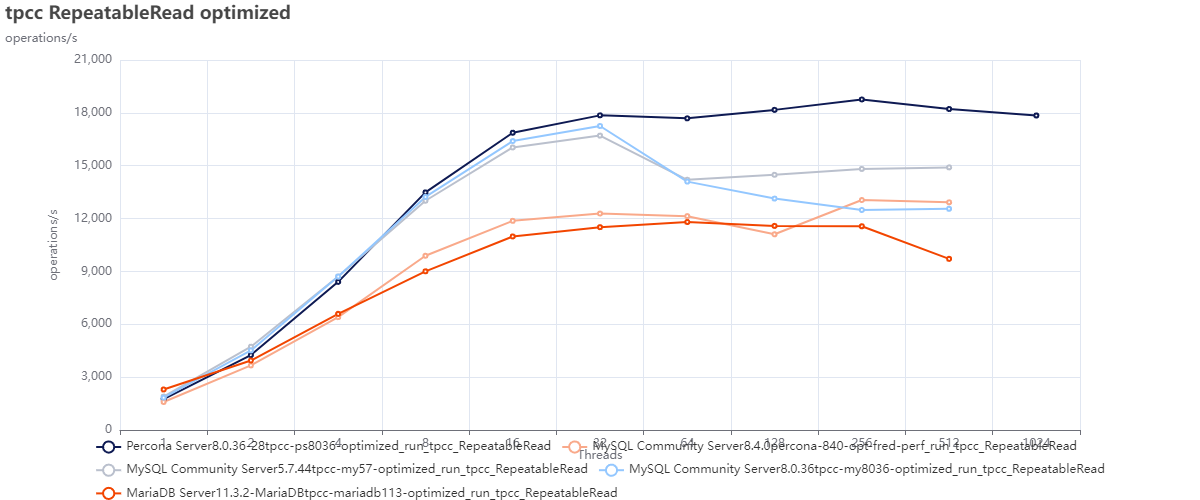 tpcc RepeatableRead optimized
operations/s
21,000
18,000
15,000
12,000
9,000
6,000
3,000
0
operations/s
1 2 4 8 16 32 64 128 256 512 1024
Threads
Percona Server8.0.36-28tpcc-ps8036-optimized_run_tpcc_RepeatableRead MySQL Community Server8.4.0percona-840-opt-fred-perf_run_tpcc_RepeatableRead
MySQL Community Server5.7.44tpcc-my57-optimized_run_tpcc_RepeatableRead MySQL Community Server8.0.36tpcc-my8036-optimized_run_tpcc_RepeatableRead
MariaDB Server11.3.2-MariaDBtpcc-mariadb113-optimized_run_tpcc_RepeatableRead